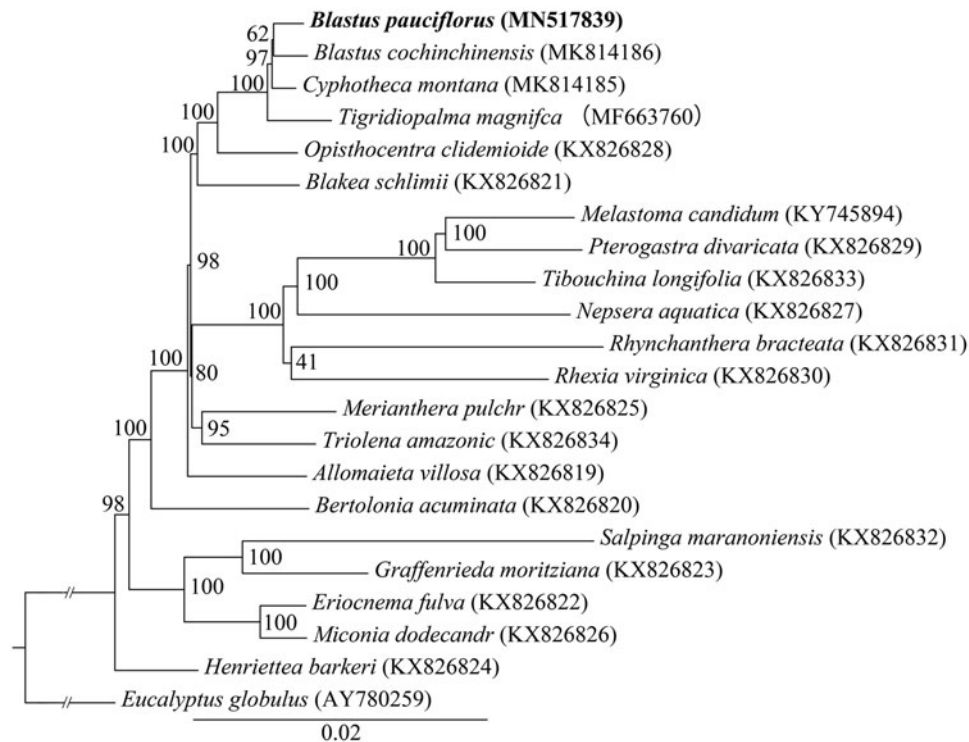 Blastus pauciflorus (MN517839)
62
Blastus cochinchinensis (MK814186)
97
Cyphotheca montana (MK814185)
100
Tigridiopalma magnifca （MF663760）
100
Opisthocentra clidemioide (KX826828)
100
Blakea schlimii (KX826821)
Melastoma candidum (KY745894)
100
100
Pterogastra divaricata (KX826829)
98
Tibouchina longifolia (KX826833)
100
Nepsera aquatica (KX826827)
100
Rhynchanthera bracteata (KX826831)
100
41
80
Rhexia virginica (KX826830)
Merianthera pulchr (KX826825)
100
95
Triolena amazonic (KX826834)
Allomaieta villosa (KX826819)
98
Bertolonia acuminata (KX826820)
Salpinga maranoniensis (KX826832)
100
Graffenrieda moritziana (KX826823)
100
Eriocnema fulva (KX826822)
100
Miconia dodecandr (KX826826)
Henriettea barkeri (KX826824)
Eucalyptus globulus (AY780259)
0.02